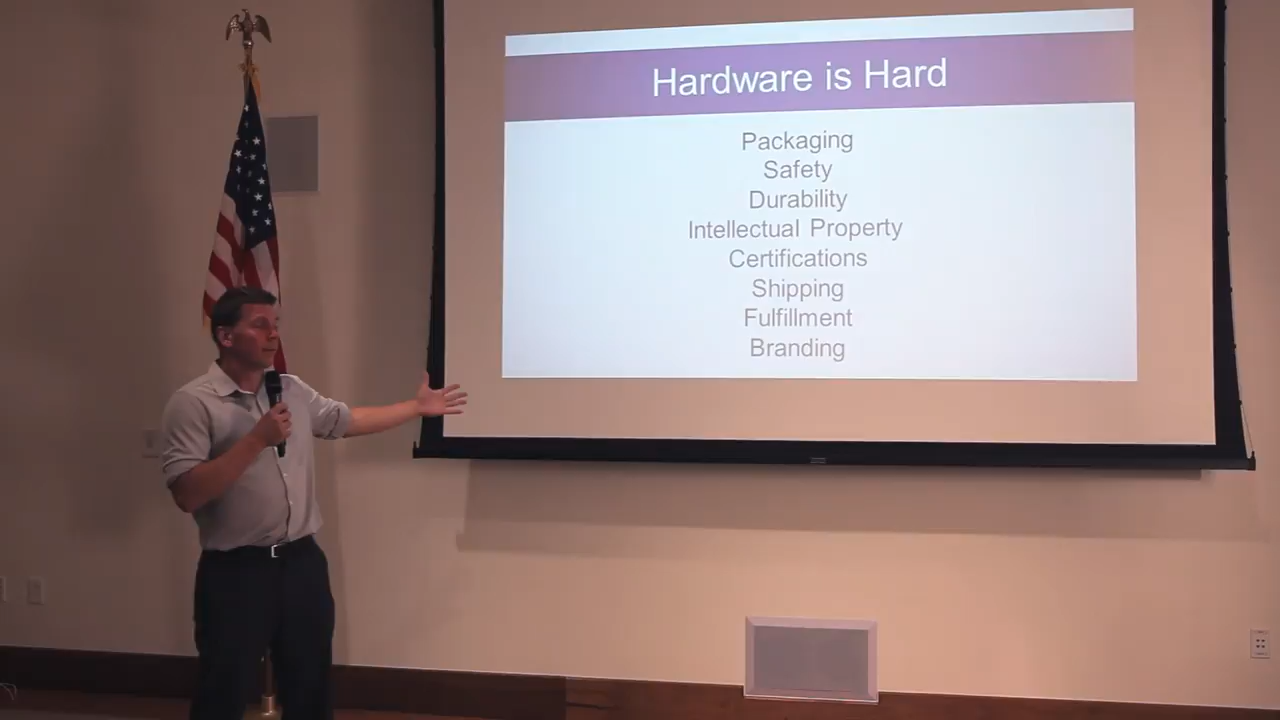 Hardware is Hard
Packaging
Safety
Durability
Intellectual Property
Certifications
Shipping
Fulfillment
Branding